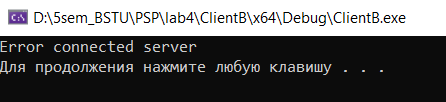 D:\5sem_BSTU\PSP\lab4\ClientB\x64\Debug\ClientB.exe
Error connected server
Для продолжения нажмите любую клавишу . . .